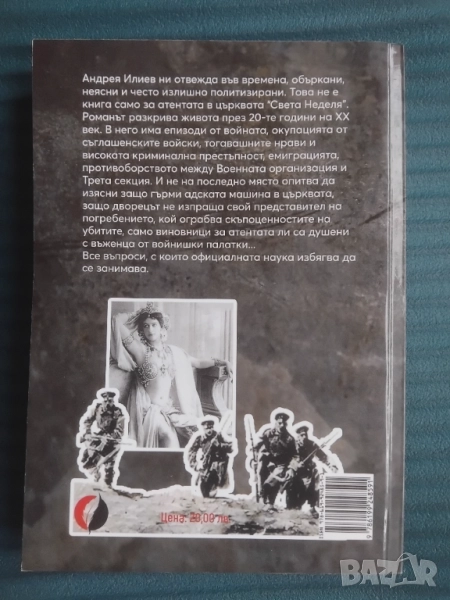 Андрея Илиев ни отвежда във времена, объркани,
неясни и често излишно политизирани. Това не е
книга само за атентата в църквата "Света Неделя".
Романът разкрива живота през 20-те години на XX
век. В него има епизоди от войната, окупацията от
съглашенските войски, тогавашните нрави и
високата криминална престъпност, емиграцията,
противоборството между Военната организация и
Трета секция. И не на последно място опитва да
изясни защо гърми адската машина в църквата,
защо дворецът не изпраща свой представител на
погребението, кой ограбва скъпоценностите на
убитите, само виновници за атентата ли са душени
с въженца от войнишки палатки...
Все въпроси, с които официалната наука избягва да
се занимава.
Цена: 20,00 лв.
9 786199 248591
BAZAR